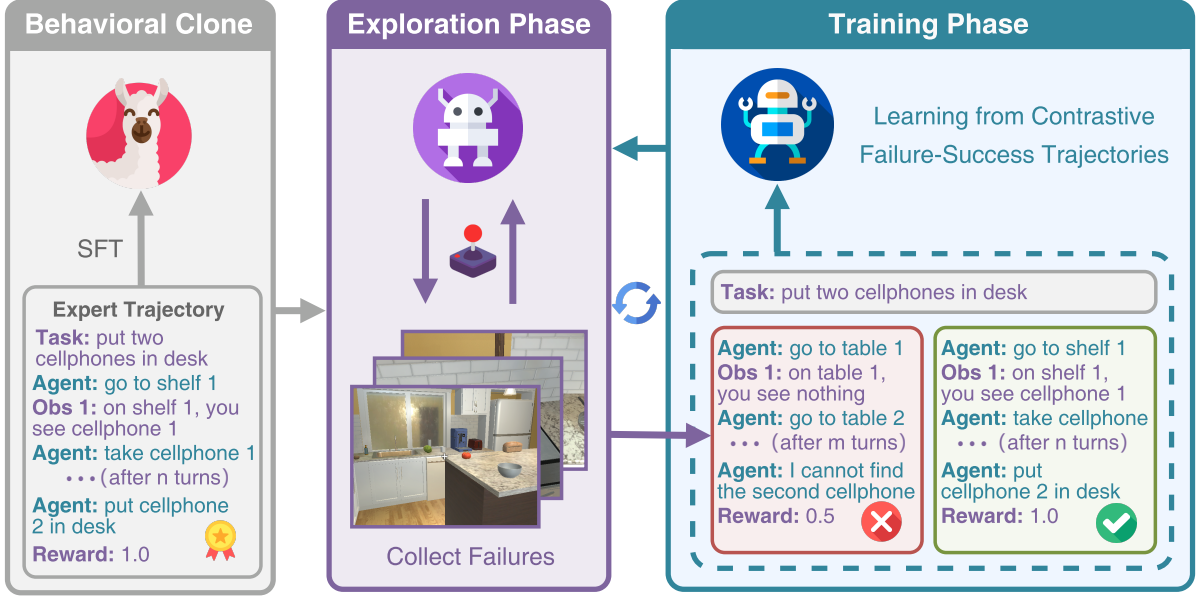 Behavioral Clone
SFT
Expert Trajectory
Task: put two
cellphones in desk
Agent: go to shelf 1
Obs 1: on shelf 1, you
see cellphone 1
Agent: take cellphone 1
••• (after n turns)
Agent: put cellphone
2 in desk
Reward: 1.0
Exploration Phase
Collect Failures
Training Phase
Learning from Contrastive
Failure-Success Trajectories
Task: put two cellphones in desk
Agent: go to table 1
Obs 1: on table 1,
you see nothing
Agent: go to table 2
••• (after m turns)
Agent: I cannot find
the second cellphone
Reward: 0.5
Agent: go to shelf 1
Obs 1: on shelf 1,
you see cellphone 1
Agent: take cellphone
••• (after n turns)
Agent: put
cellphone 2 in desk
Reward: 1.0